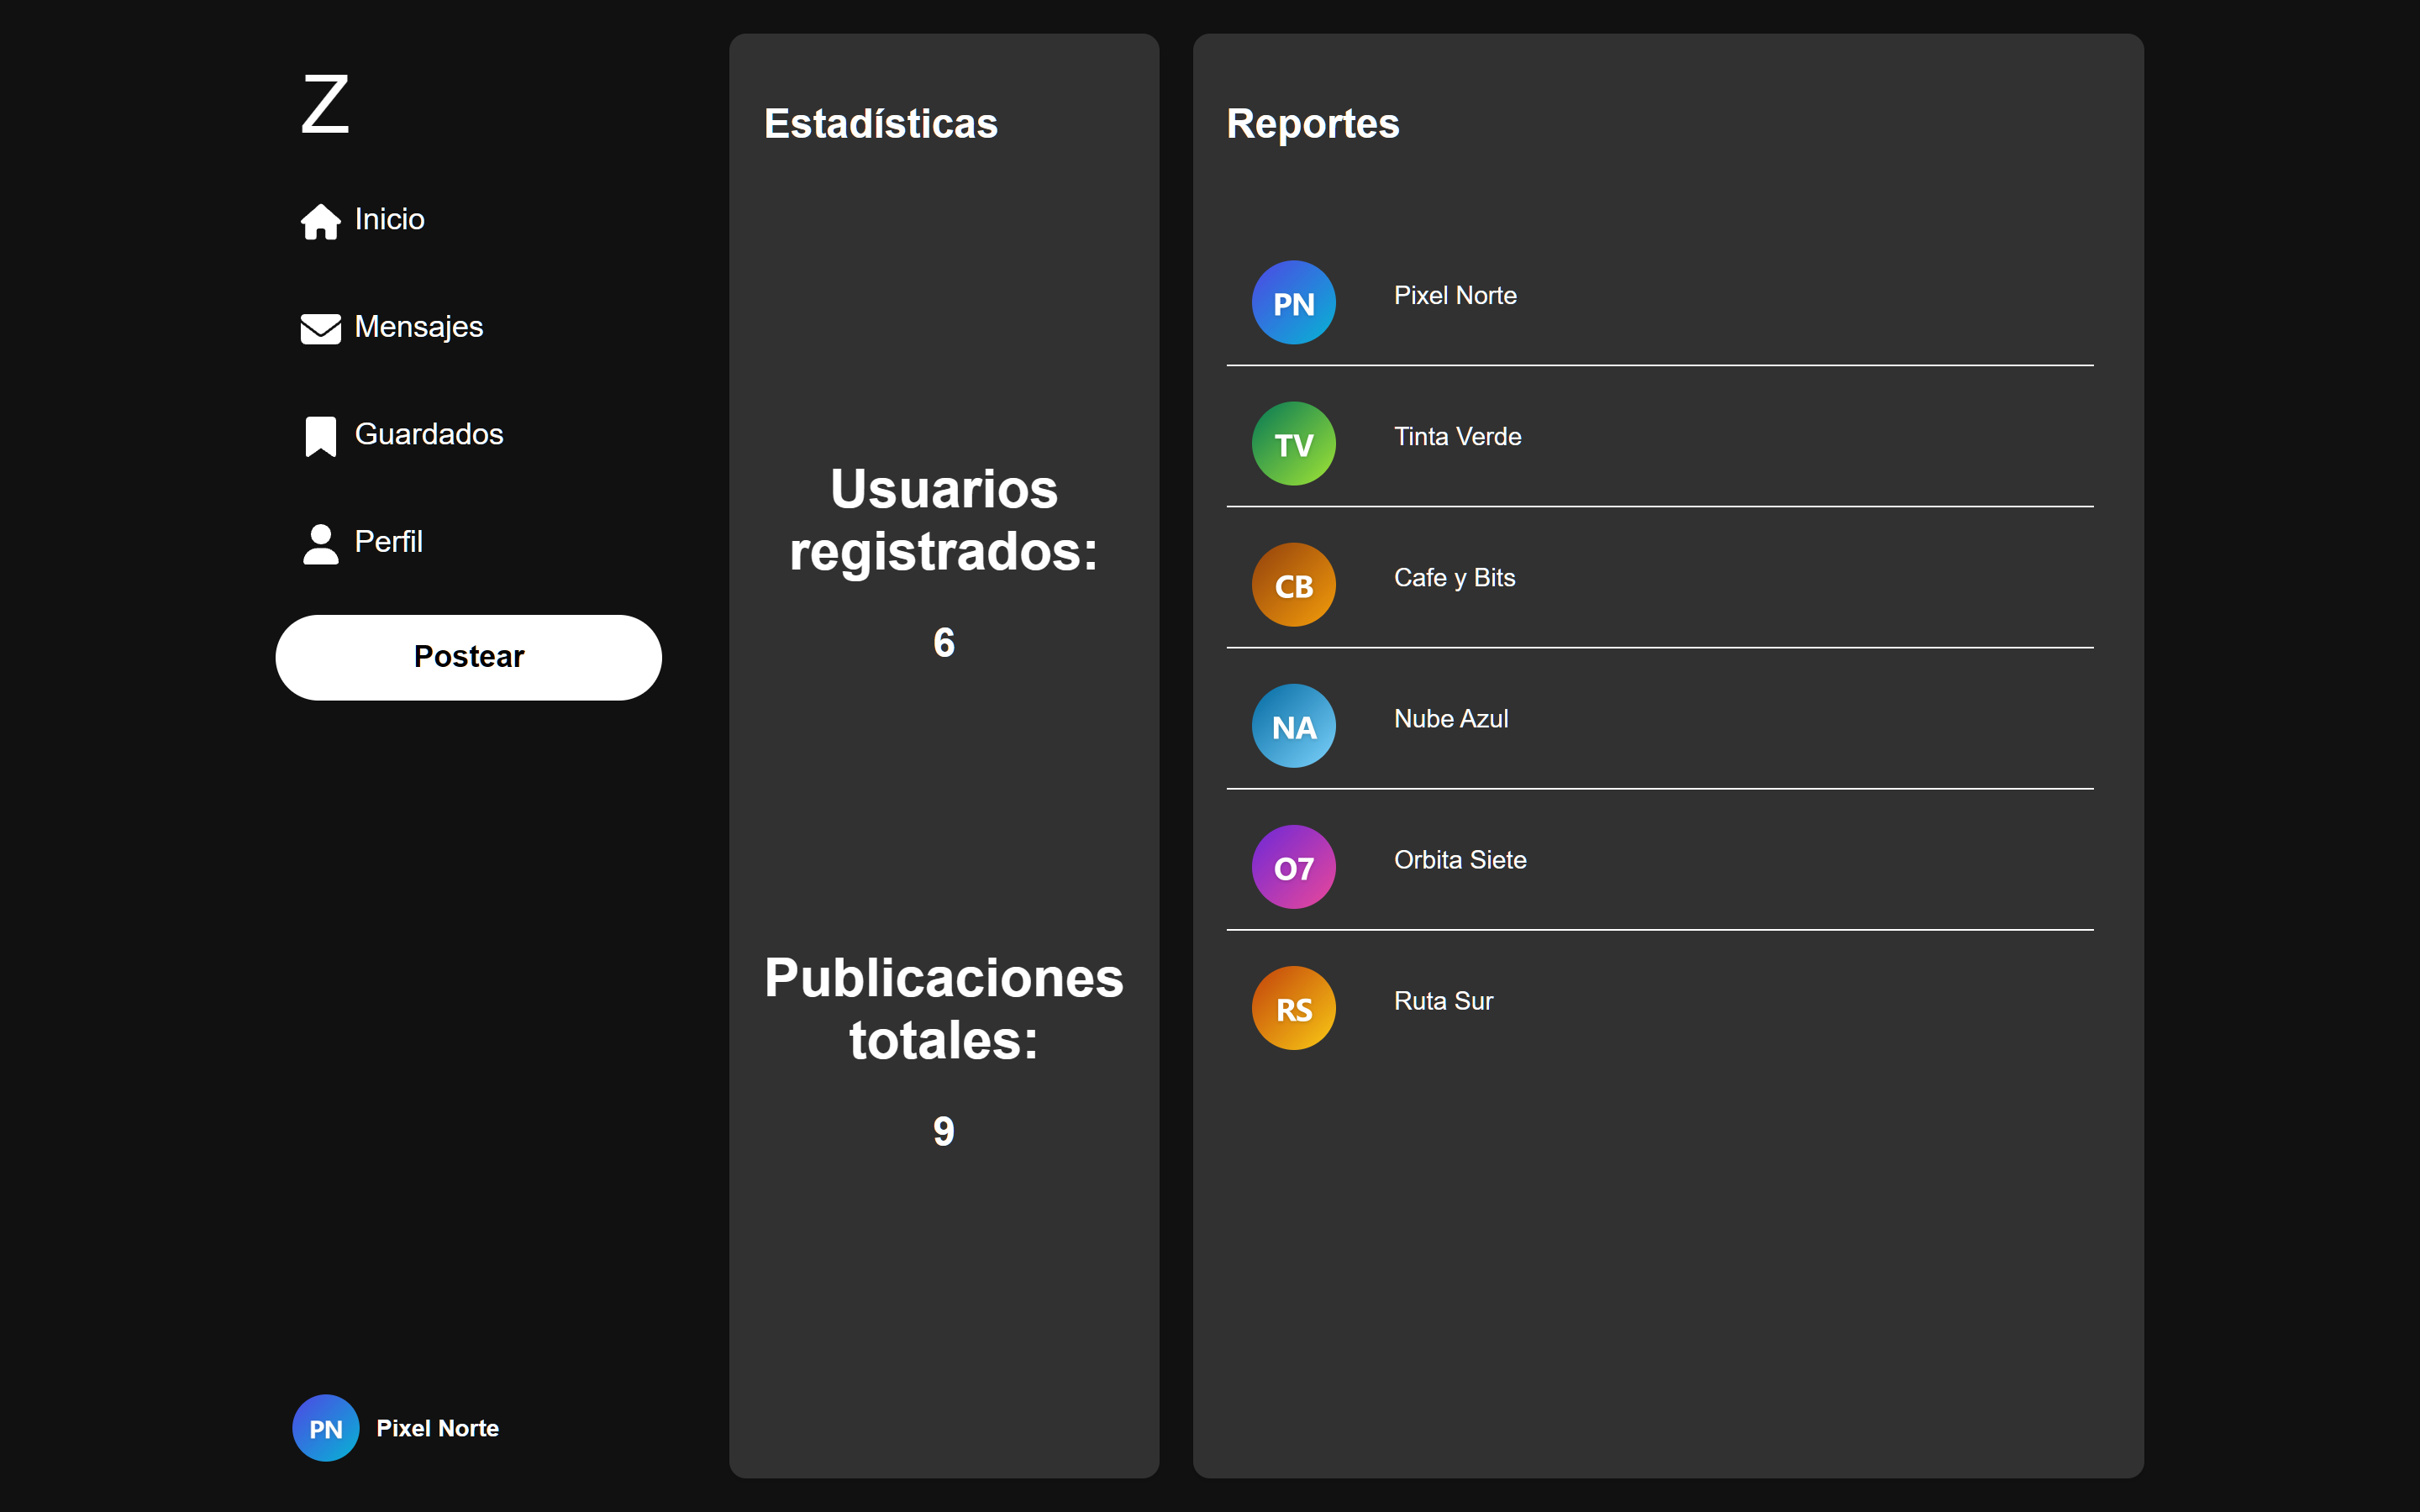 Z
Inicio
Mensajes
Guardados
Perfil
Postear
PN Pixel Norte
Estadísticas
Usuarios
registrados:
6
Publicaciones
totales:
9
Reportes
PN Pixel Norte
TV Tinta Verde
CB Cafe y Bits
NA Nube Azul
O7 Orbita Siete
RS Ruta Sur